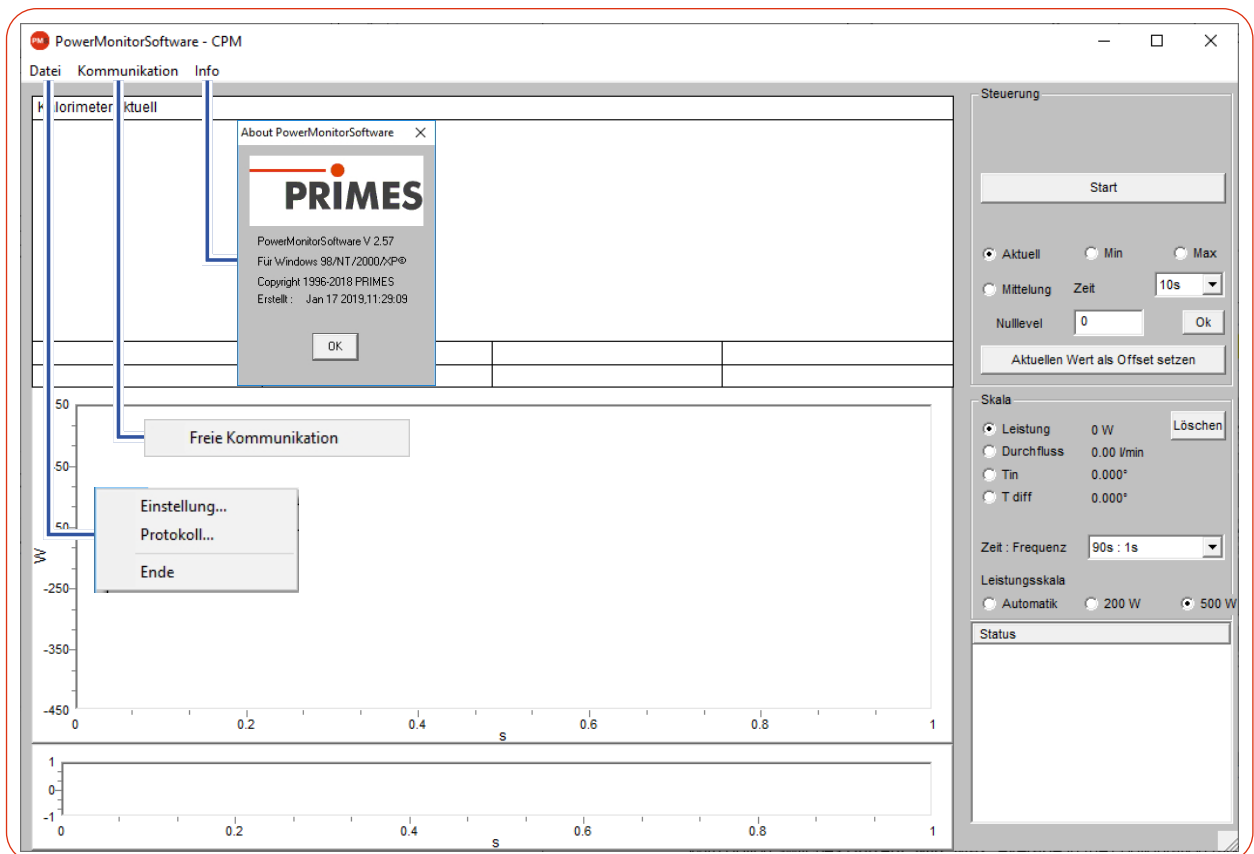 PowerMonitorSoftware - CPM
Datei Kommunikation Info
Kalorimeter Aktuell
About PowerMonitorSoftware
PRIMES
PowerMonitorSoftware V 2.57
Für Windows 98/NT/2000/XP®
Copyright 1996-2018 PRIMES
Erstellt : Jan 17 2019,11:29:09
OK
Freie Kommunikation
Einstellung...
Protokoll...
Ende
50
-50
W
-250
-350
-450
0 0.2 0.4 0.6 0.8 1
s
1
0
-1
0 0.2 0.4 0.6 0.8 1
s
Steuerung
Start
Aktuell Min Max
Mittelung Zeit 10s
Nulllevel 0 Ok
Aktuellen Wert als Offset setzen
Skala
Löschen
Leistung 0 W
Durchfluss 0.00 l/min
Tin 0.000°
T diff 0.000°
Zeit : Frequenz 90s : 1s
Leistungsskala
Automatik 200 W 500 W
Status